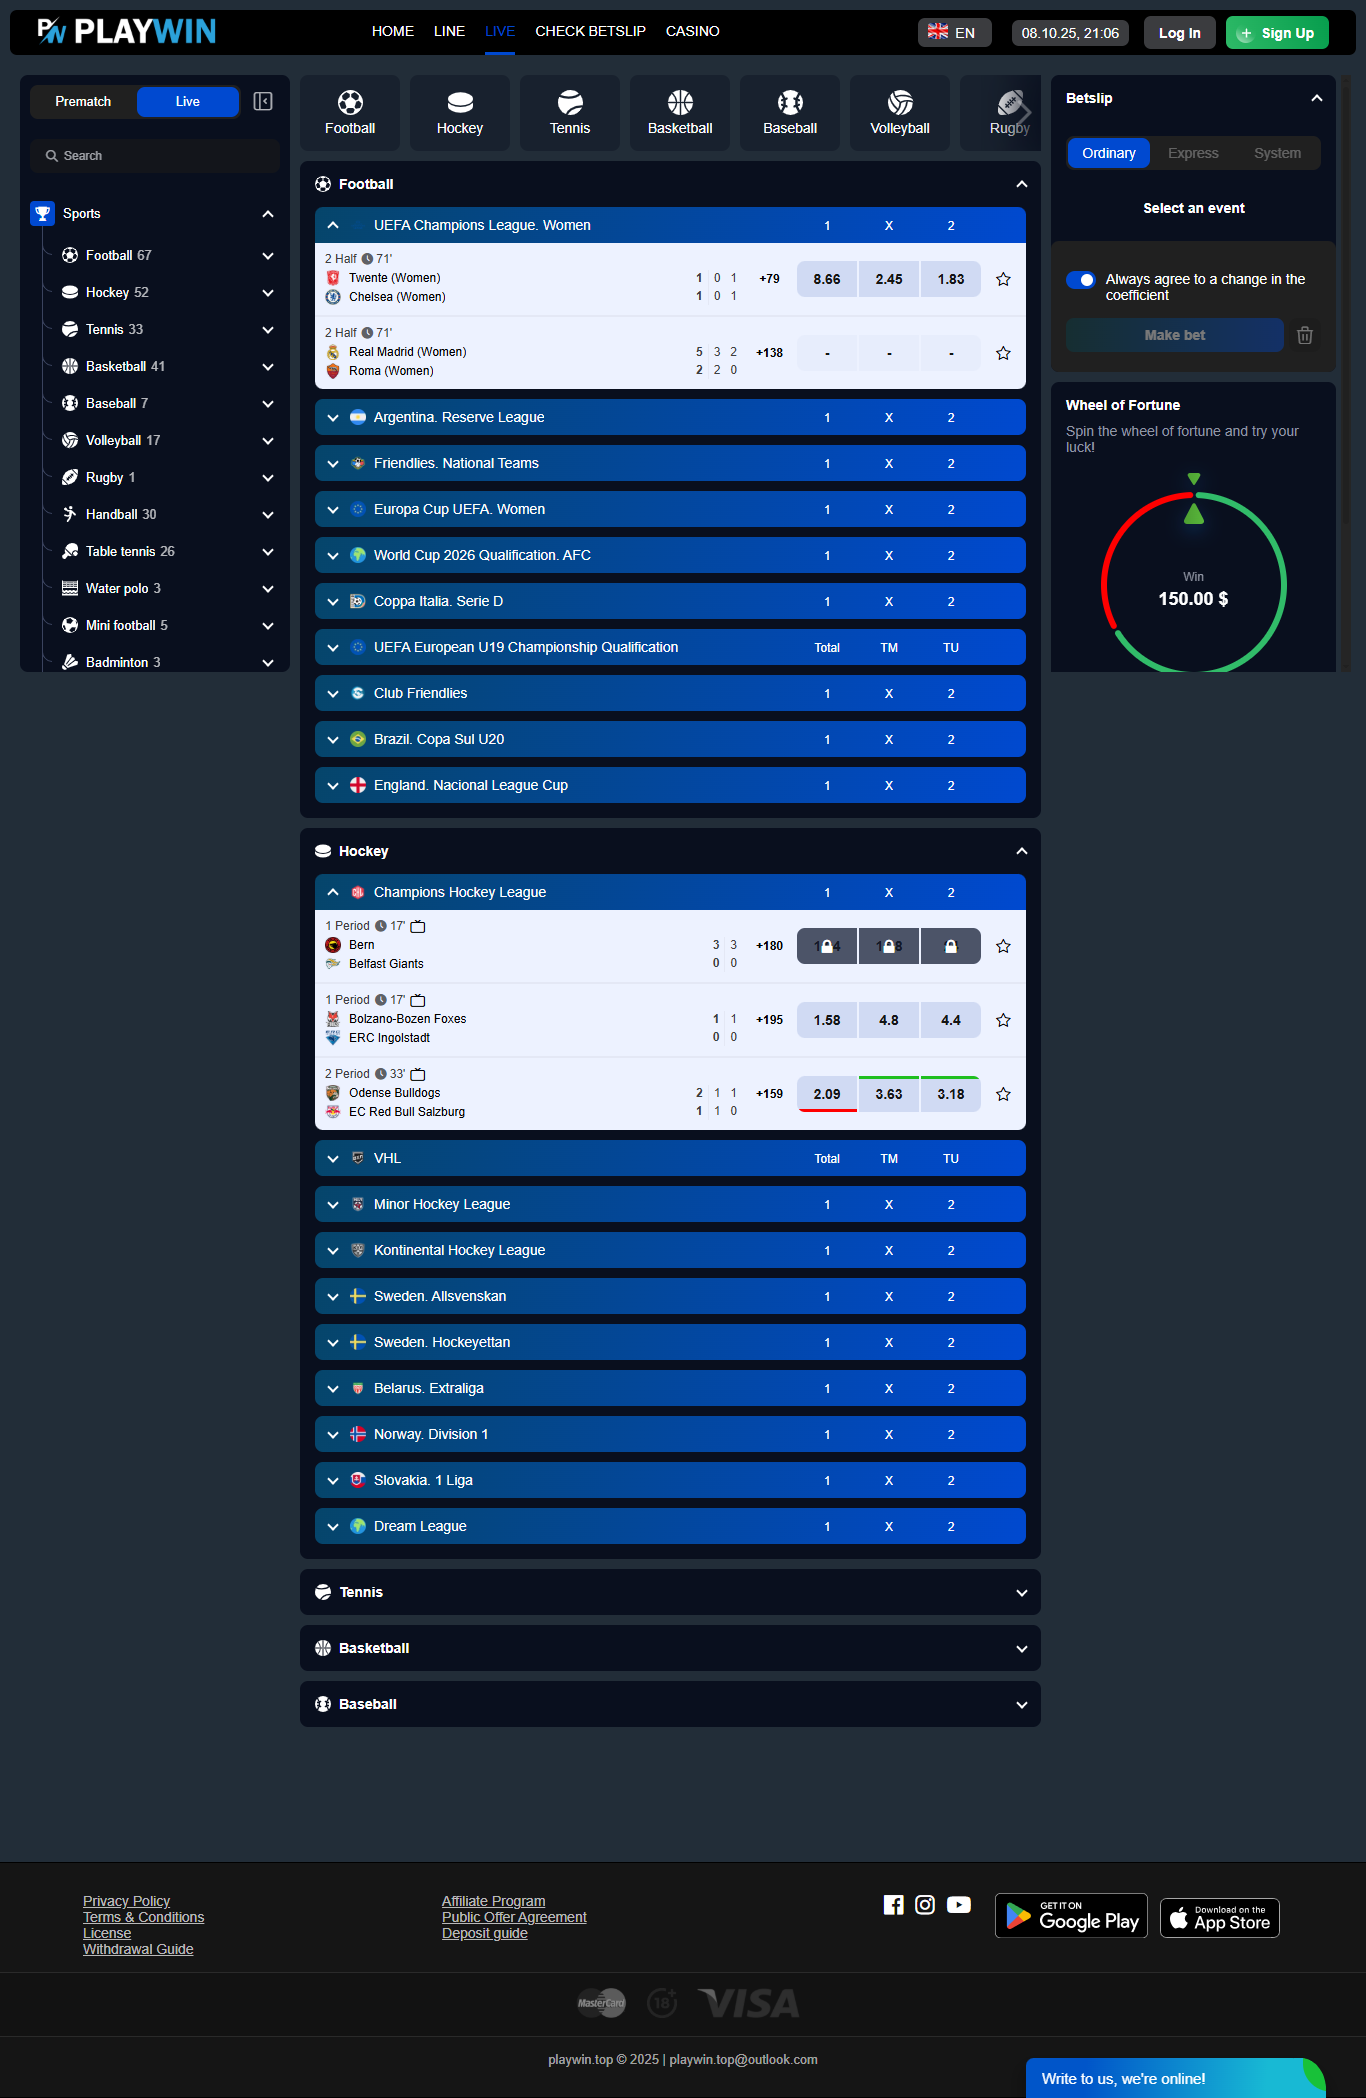 PLAYWIN
HOME LINE LIVE CHECK BETSLIP CASINO
EN
08.10.25, 21:06
Log In
Sign Up
Prematch Live
Search
Sports
Football 67
Hockey 52
Tennis 33
Basketball 41
Baseball 7
Volleyball 17
Rugby 1
Handball 30
Table tennis 26
Water polo 3
Mini football 5
Badminton 3
Football Hockey Tennis Basketball Baseball Volleyball Rugby
Football
UEFA Champions League. Women 1 X 2
2 Half 71'
Twente (Women) 1 0 1
Chelsea (Women) 1 0 1
+79 8.66 2.45 1.83
2 Half 71'
Real Madrid (Women) 5 3 2
Roma (Women) 2 2 0
+138 - - -
Argentina. Reserve League 1 X 2
Friendlies. National Teams 1 X 2
Europa Cup UEFA. Women 1 X 2
World Cup 2026 Qualification. AFC 1 X 2
Coppa Italia. Serie D 1 X 2
UEFA European U19 Championship Qualification Total TM TU
Club Friendlies 1 X 2
Brazil. Copa Sul U20 1 X 2
England. Nacional League Cup 1 X 2
Hockey
Champions Hockey League 1 X 2
1 Period 17'
Bern 3 3
Belfast Giants 0 0
+180
1 Period 17'
Bolzano-Bozen Foxes 1 1
ERC Ingolstadt 0 0
+195 1.58 4.8 4.4
2 Period 33'
Odense Bulldogs 2 1 1
EC Red Bull Salzburg 1 1 0
+159 2.09 3.63 3.18
VHL Total TM TU
Minor Hockey League 1 X 2
Kontinental Hockey League 1 X 2
Sweden. Allsvenskan 1 X 2
Sweden. Hockeyettan 1 X 2
Belarus. Extraliga 1 X 2
Norway. Division 1 1 X 2
Slovakia. 1 Liga 1 X 2
Dream League 1 X 2
Tennis
Basketball
Baseball
Betslip
Ordinary Express System
Select an event
Always agree to a change in the
coefficient
Make bet
Wheel of Fortune
Spin the wheel of fortune and try your
luck!
Win
150.00 $
Privacy Policy
Terms & Conditions
License
Withdrawal Guide
Affiliate Program
Public Offer Agreement
Deposit guide
GET IT ON
Google Play
Download on the
App Store
MasterCard 18+ VISA
playwin.top © 2025 | playwin.top@outlook.com
Write to us, we're online!